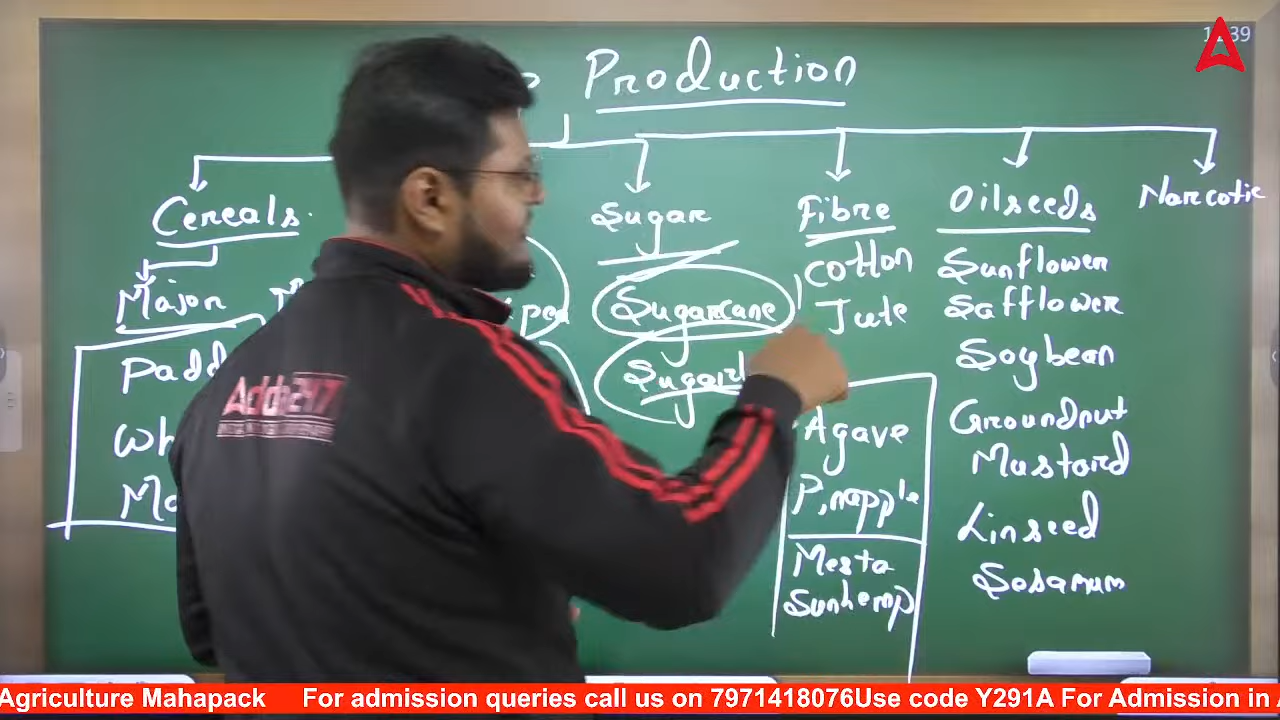 Production
Cereals
Major
Sugar
Sugarcane
Fibre
Cotton
Jute
Agave
Pinapple
Mesta
Sunhemp
Oilseeds
Sunflower
Safflower
Soybean
Groundnut
Mustard
Linseed
Sosamum
Narcotic
Adda247
Agriculture Mahapack For admission queries call us on 7971418076Use code Y291A For Admission in